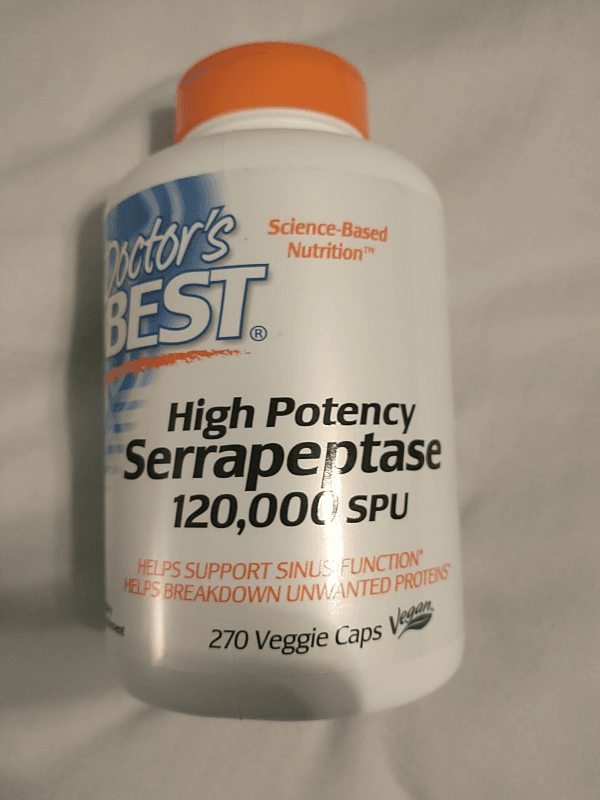 Doctor's
BEST®
Science-Based
Nutrition™
High Potency
Serrapeptase
120,000 SPU
HELPS SUPPORT SINUS FUNCTION*
HELPS BREAKDOWN UNWANTED PROTEINS*
270 Veggie Caps
Vegan